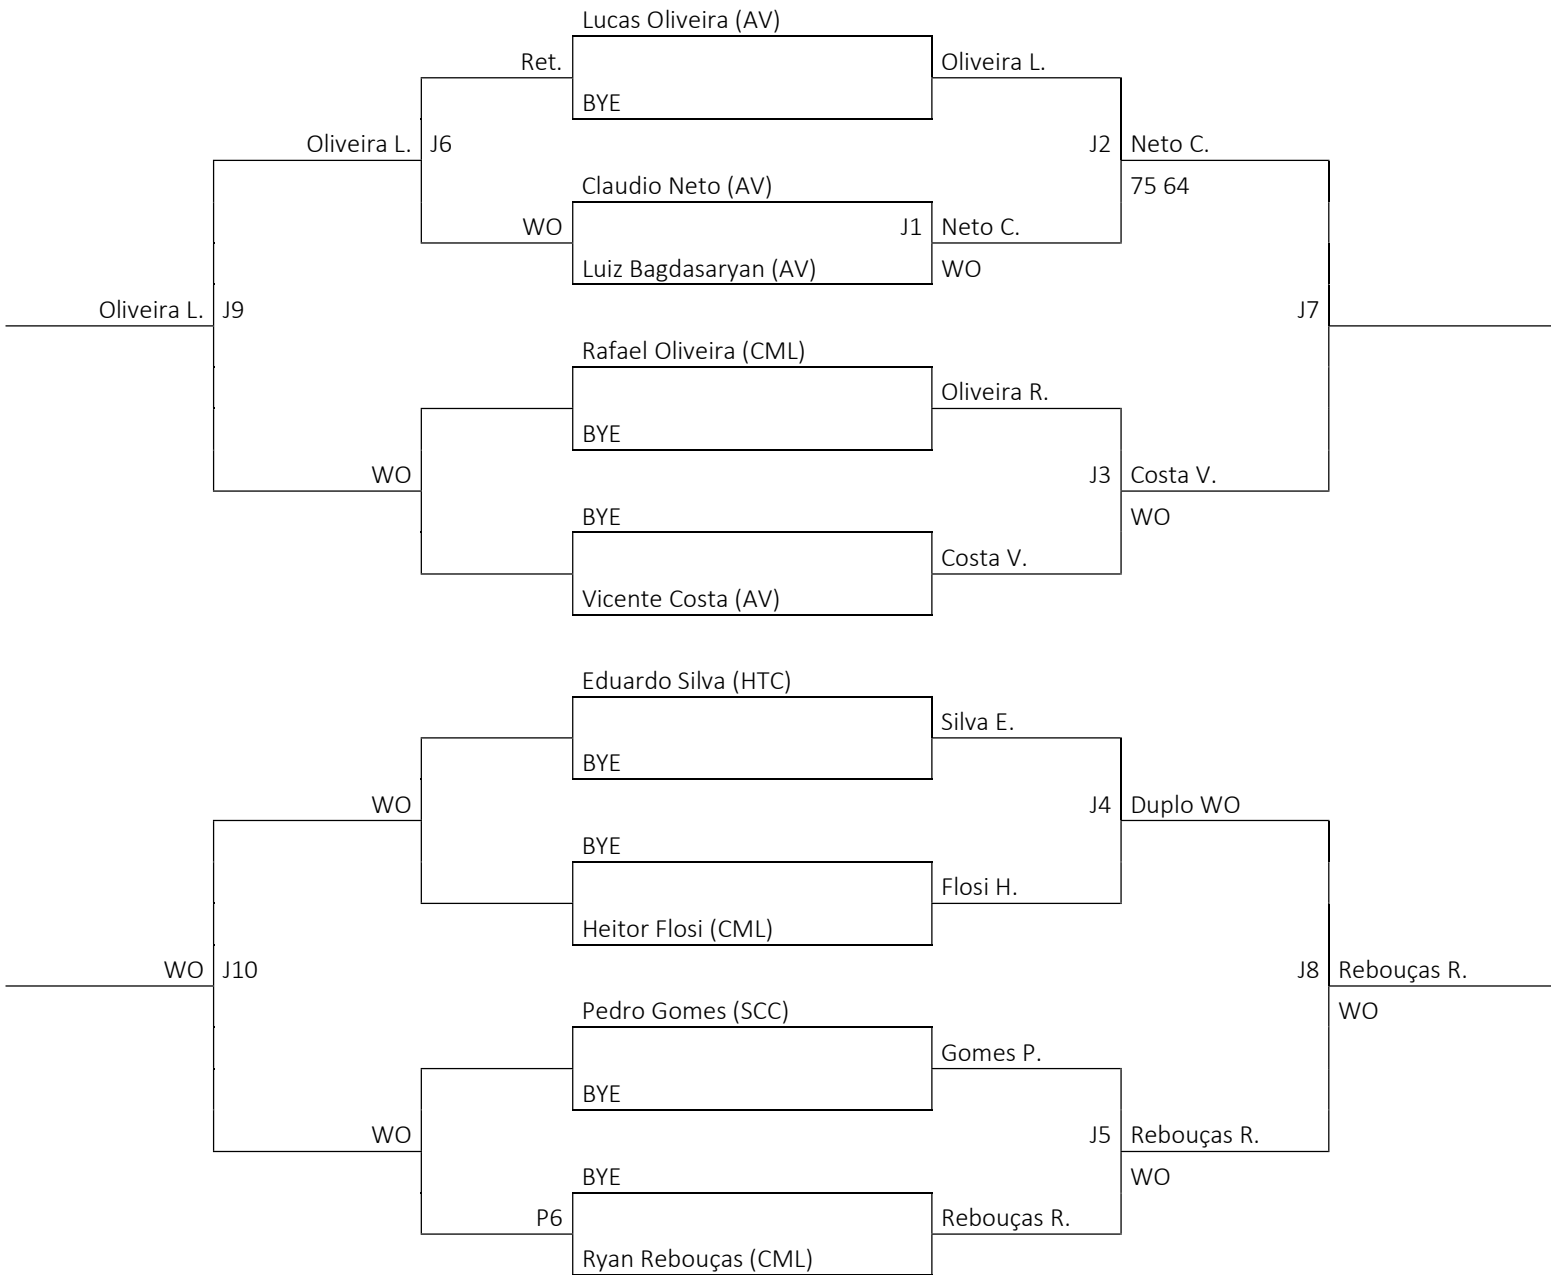 Lucas Oliveira (AV)
Ret.
Oliveira L.
BYE
Oliveira L.
J6
J2
Neto C.
Claudio Neto (AV)
75 64
WO
J1
Neto C.
Luiz Bagdasaryan (AV)
WO
Oliveira L.
J9
J7
Rafael Oliveira (CML)
Oliveira R.
BYE
WO
J3
Costa V.
BYE
WO
Costa V.
Vicente Costa (AV)
Eduardo Silva (HTC)
Silva E.
BYE
WO
J4
Duplo WO
BYE
Flosi H.
Heitor Flosi (CML)
WO
J10
J8
Rebouças R.
Pedro Gomes (SCC)
WO
Gomes P.
BYE
WO
J5
Rebouças R.
BYE
WO
P6
Rebouças R.
Ryan Rebouças (CML)